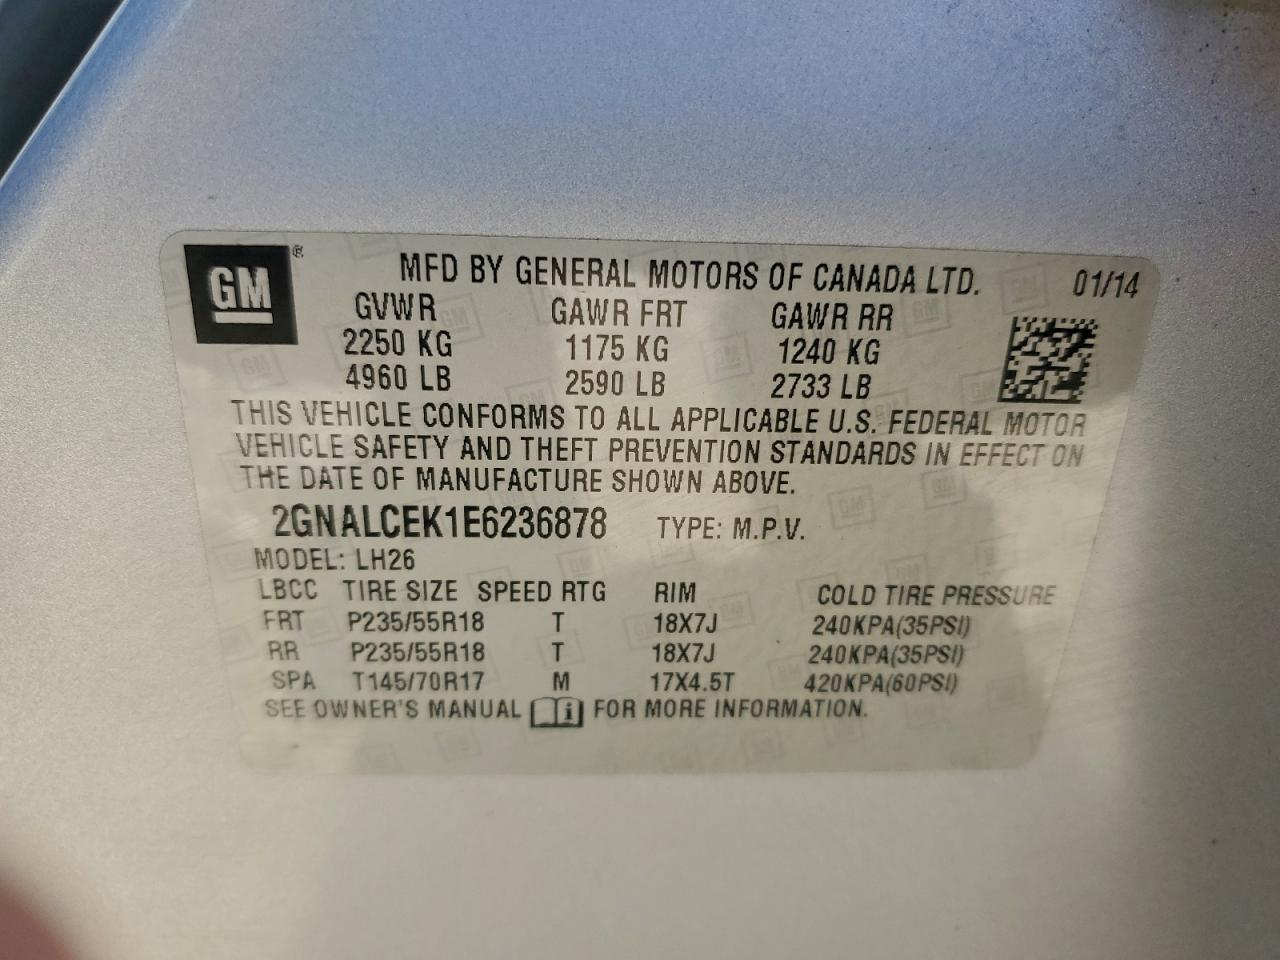 GM ®
MFD BY GENERAL MOTORS OF CANADA LTD. 01/14
GVWR GAWR FRT GAWR RR
2250 KG 1175 KG 1240 KG
4960 LB 2590 LB 2733 LB
THIS VEHICLE CONFORMS TO ALL APPLICABLE U.S. FEDERAL MOTOR
VEHICLE SAFETY AND THEFT PREVENTION STANDARDS IN EFFECT ON
THE DATE OF MANUFACTURE SHOWN ABOVE.
2GNALCEK1E6236878 TYPE: M.P.V.
MODEL: LH26
LBCC TIRE SIZE SPEED RTG RIM COLD TIRE PRESSURE
FRT P235/55R18 T 18X7J 240KPA(35PSI)
RR P235/55R18 T 18X7J 240KPA(35PSI)
SPA T145/70R17 M 17X4.5T 420KPA(60PSI)
SEE OWNER'S MANUAL i FOR MORE INFORMATION.